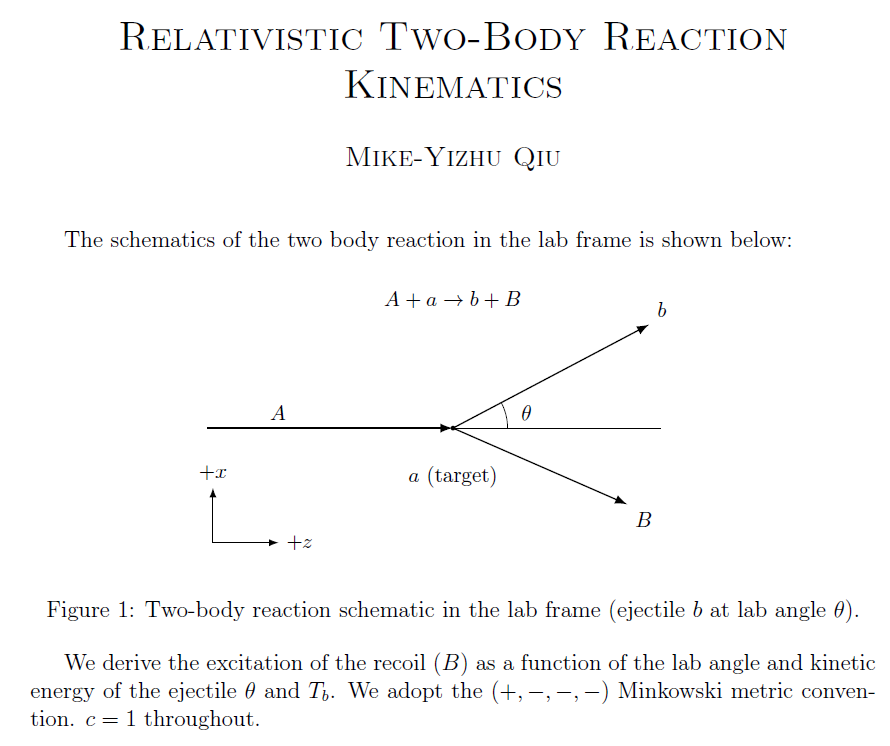 RELATIVISTIC TWO-BODY REACTION
KINEMATICS
MIKE-YIZHU QIU
The schematics of the two body reaction in the lab frame is shown below:
A + a → b + B
b
A
θ
+x
a (target)
B
+z
Figure 1: Two-body reaction schematic in the lab frame (ejectile b at lab angle θ).
We derive the excitation of the recoil (B) as a function of the lab angle and kinetic
energy of the ejectile θ and T_b. We adopt the (+, −, −, −) Minkowski metric conven-
tion. c = 1 throughout.